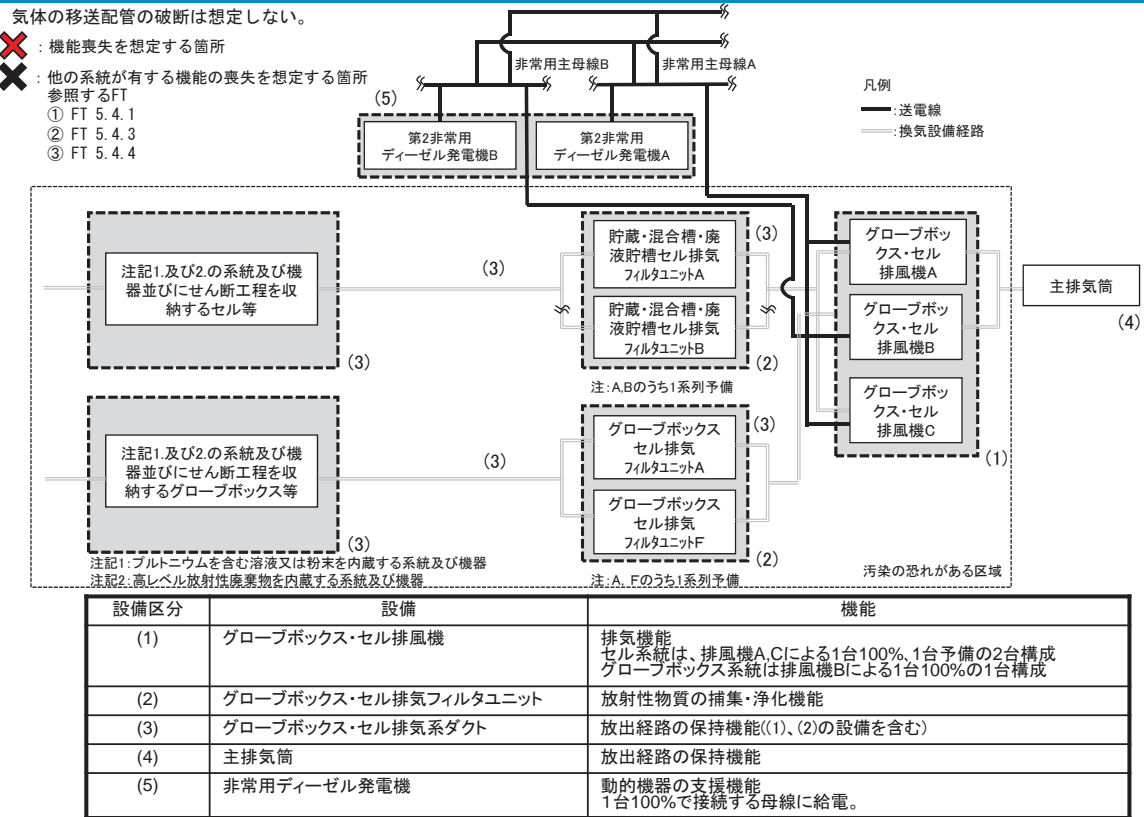 気体の移送配管の破断は想定しない。
：機能喪失を想定する箇所
：他の系統が有する機能の喪失を想定する箇所
参照するFT
① FT 5.4.1
② FT 5.4.3
③ FT 5.4.4
非常用主母線B
非常用主母線A
凡例
:送電線
:換気設備経路
(5)
第2非常用
ディーゼル発電機B
第2非常用
ディーゼル発電機A
注記1.及び2.の系統及び機
器並びにせん断工程を収
納するセル等
(3)
(3)
貯蔵・混合槽・廃
液貯槽セル排気
フィルタユニットA
(3)
貯蔵・混合槽・廃
液貯槽セル排気
フィルタユニットB
(2)
注:A,Bのうち1系列予備
グローブボッ
クス・セル
排風機A
グローブボッ
クス・セル
排風機B
グローブボッ
クス・セル
排風機C
(1)
主排気筒
(4)
注記1.及び2.の系統及び機
器並びにせん断工程を収
納するグローブボックス等
(3)
(3)
グローブボックス
セル排気
フィルタユニットA
(3)
グローブボックス
セル排気
フィルタユニットF
(2)
注:A, Fのうち1系列予備
注記1:プルトニウムを含む溶液又は粉末を内蔵する系統及び機器
注記2:高レベル放射性廃棄物を内蔵する系統及び機器
汚染の恐れがある区域
設備区分 設備 機能
(1) グローブボックス・セル排風機 排気機能
セル系統は、排風機A,Cによる1台100%、1台予備の2台構成
グローブボックス系統は排風機Bによる1台100%の1台構成
(2) グローブボックス・セル排気フィルタユニット 放射性物質の捕集・浄化機能
(3) グローブボックス・セル排気系ダクト 放出経路の保持機能((1)、(2)の設備を含む)
(4) 主排気筒 放出経路の保持機能
(5) 非常用ディーゼル発電機 動的機器の支援機能
1台100%で接続する母線に給電。